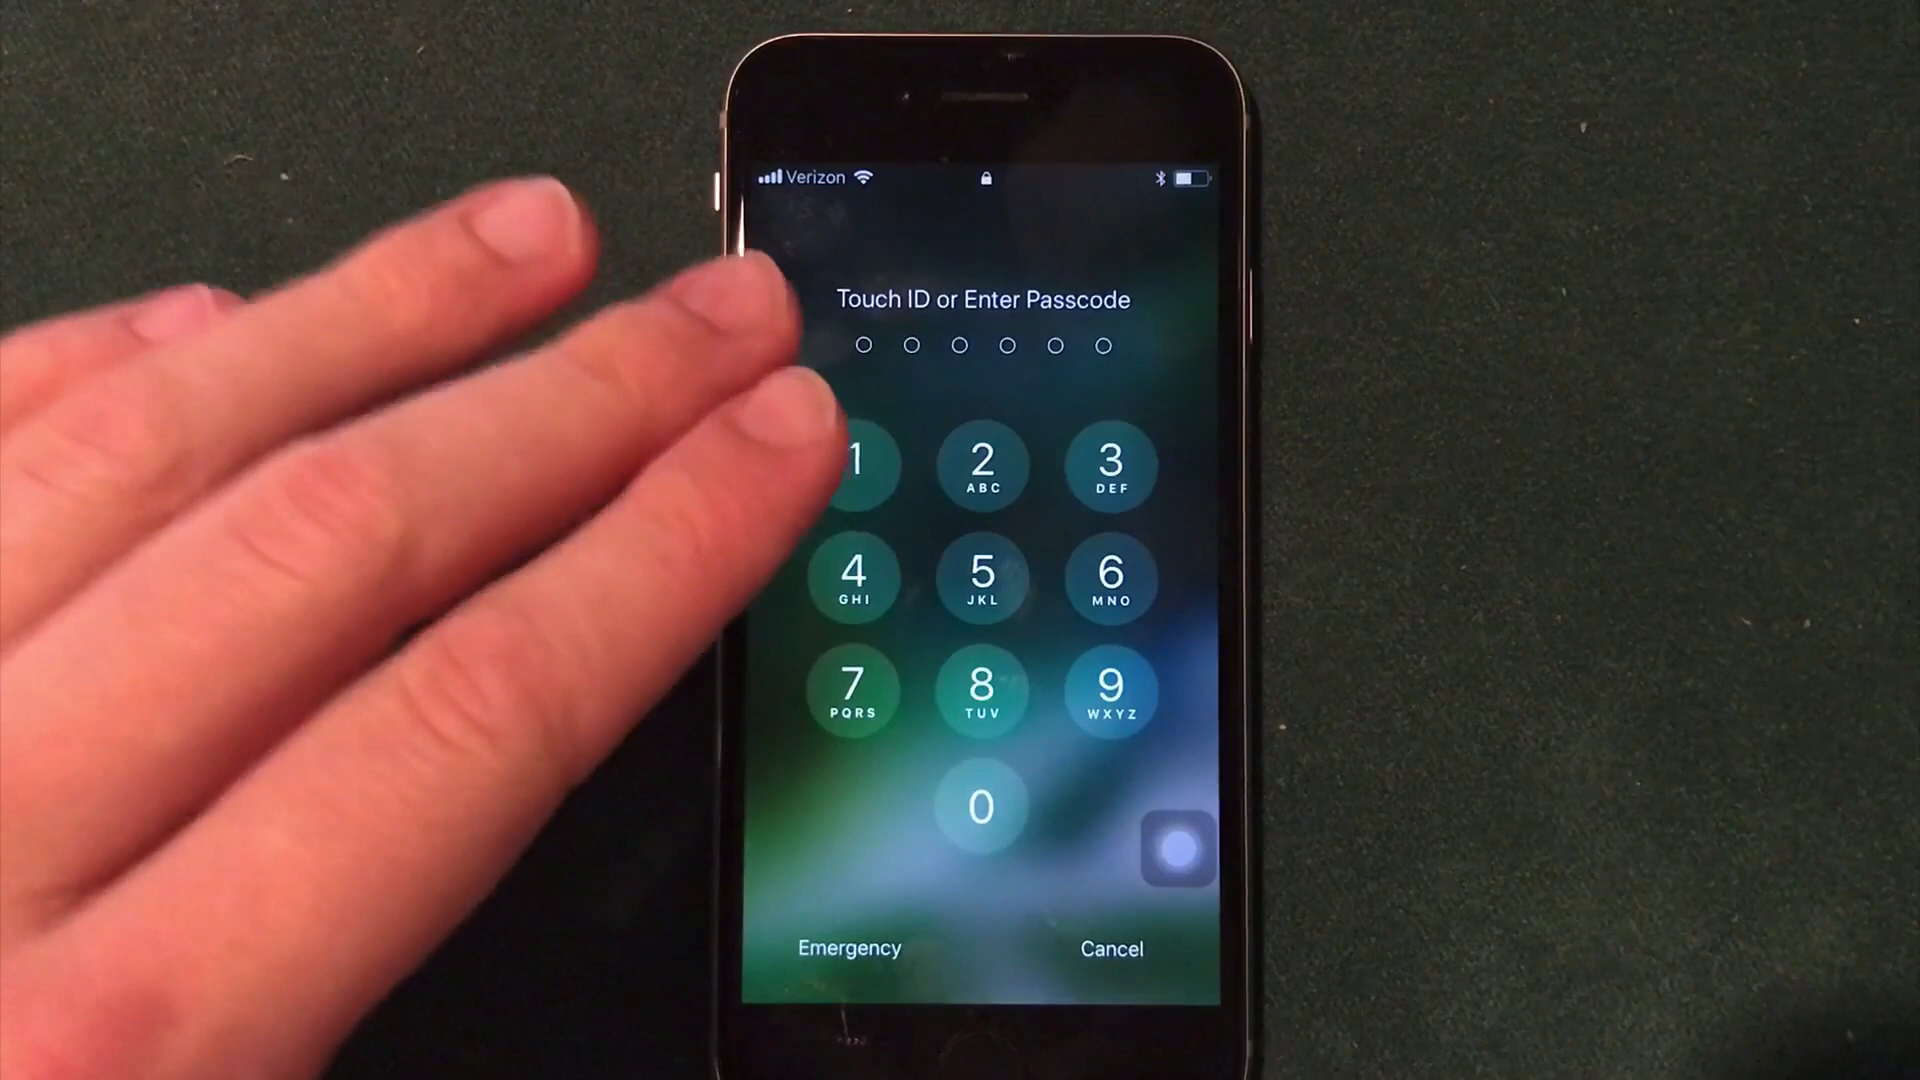 Verizon
Touch ID or Enter Passcode
1
2
3
ABC
DEF
4
5
6
GHI
JKL
MNO
7
8
9
PQRS
TUV
WXYZ
0
Emergency
Cancel